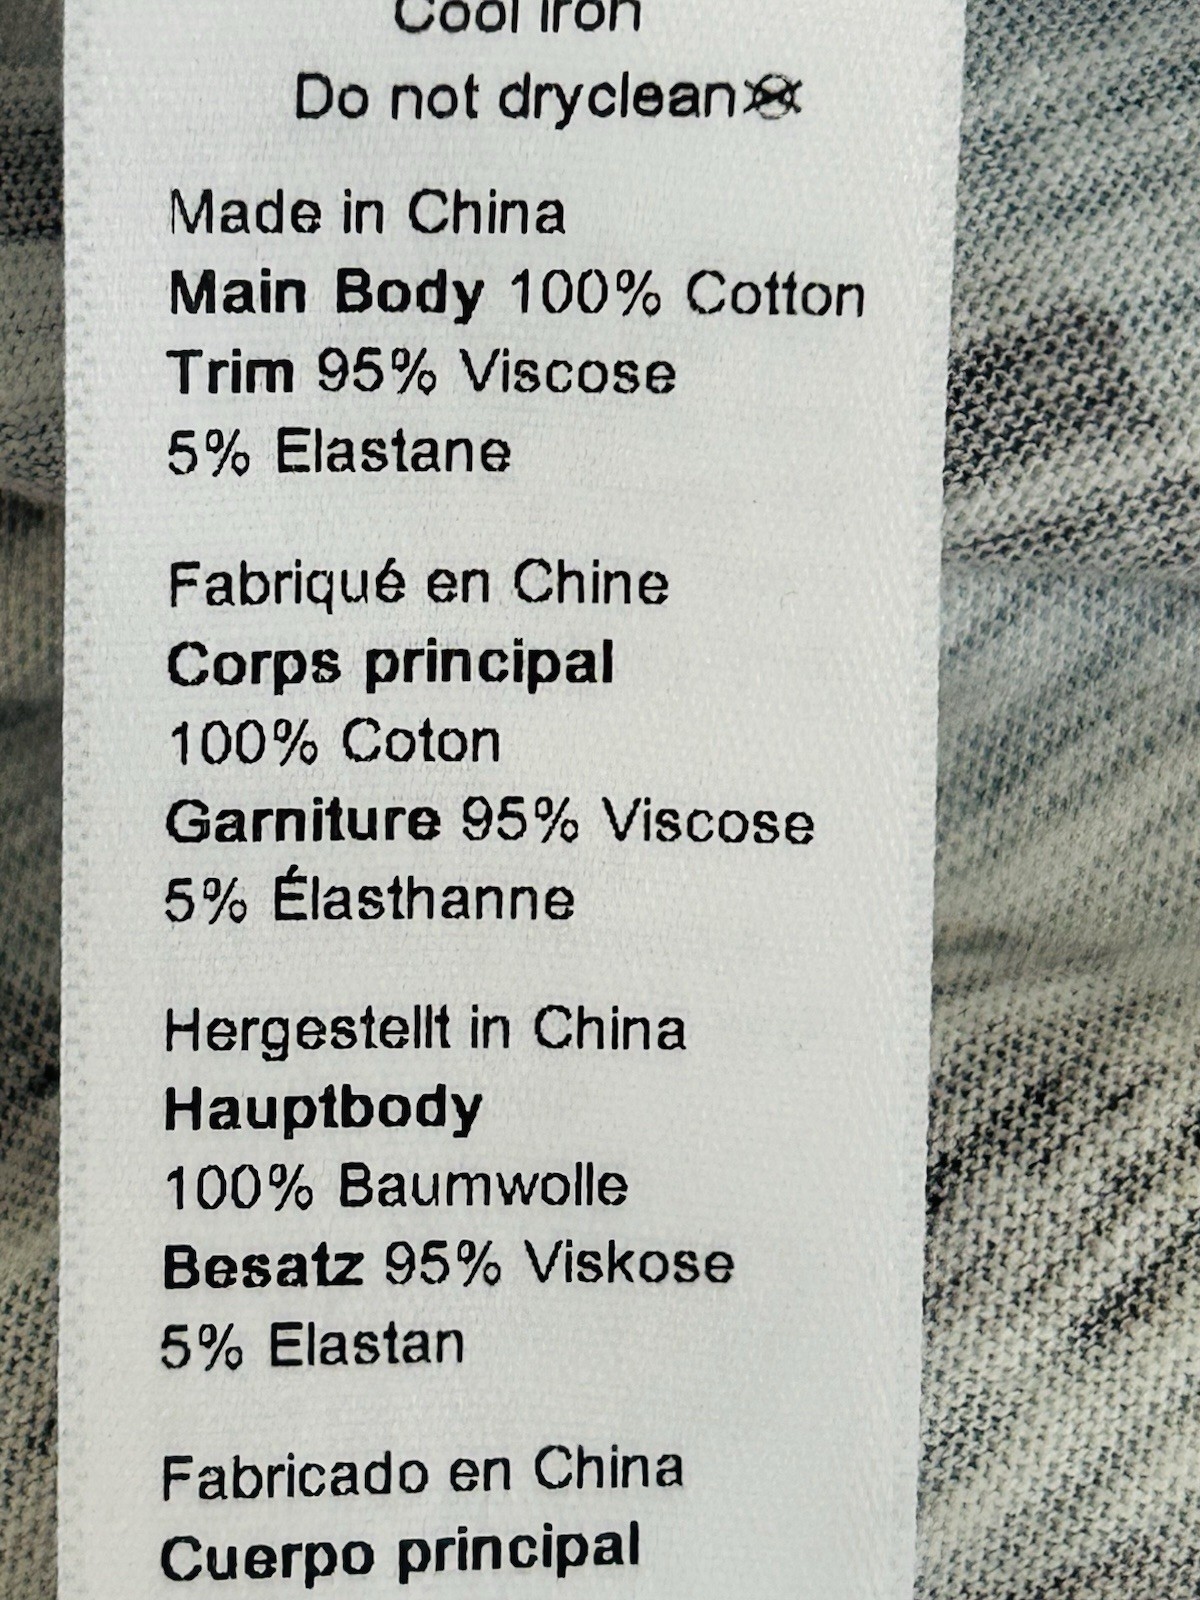 Cool iron
Do not dryclean
Made in China
Main Body 100% Cotton
Trim 95% Viscose
5% Elastane
Fabriqué en Chine
Corps principal
100% Coton
Garniture 95% Viscose
5% Élasthanne
Hergestellt in China
Hauptbody
100% Baumwolle
Besatz 95% Viskose
5% Elastan
Fabricado en China
Cuerpo principal